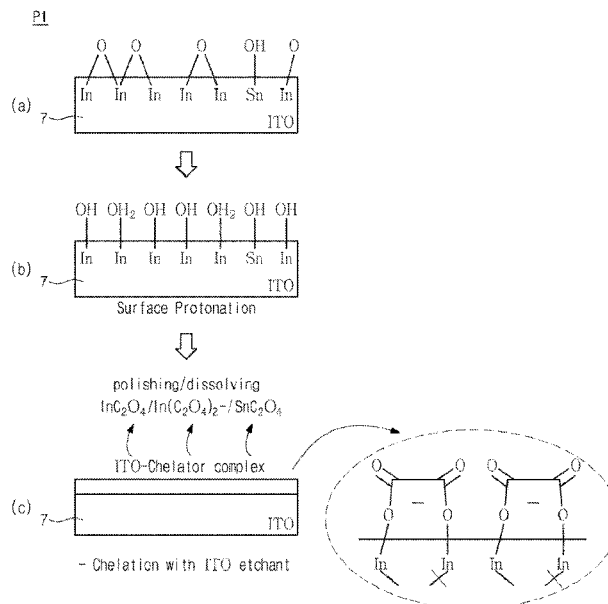 P1
O O O OH O
In In In In In Sn In
(a) 7 ITO
OH OH₂ OH OH OH₂ OH OH
In In In In In Sn In
(b) 7 ITO
Surface Protonation
polishing/dissolving
InC₂O₄/In(C₂O₄)₂-/SnC₂O₄
ITO-Chelator complex
(c) 7 ITO
- Chelation with ITO etchant
O O O O
- -
O O O O
In In In In